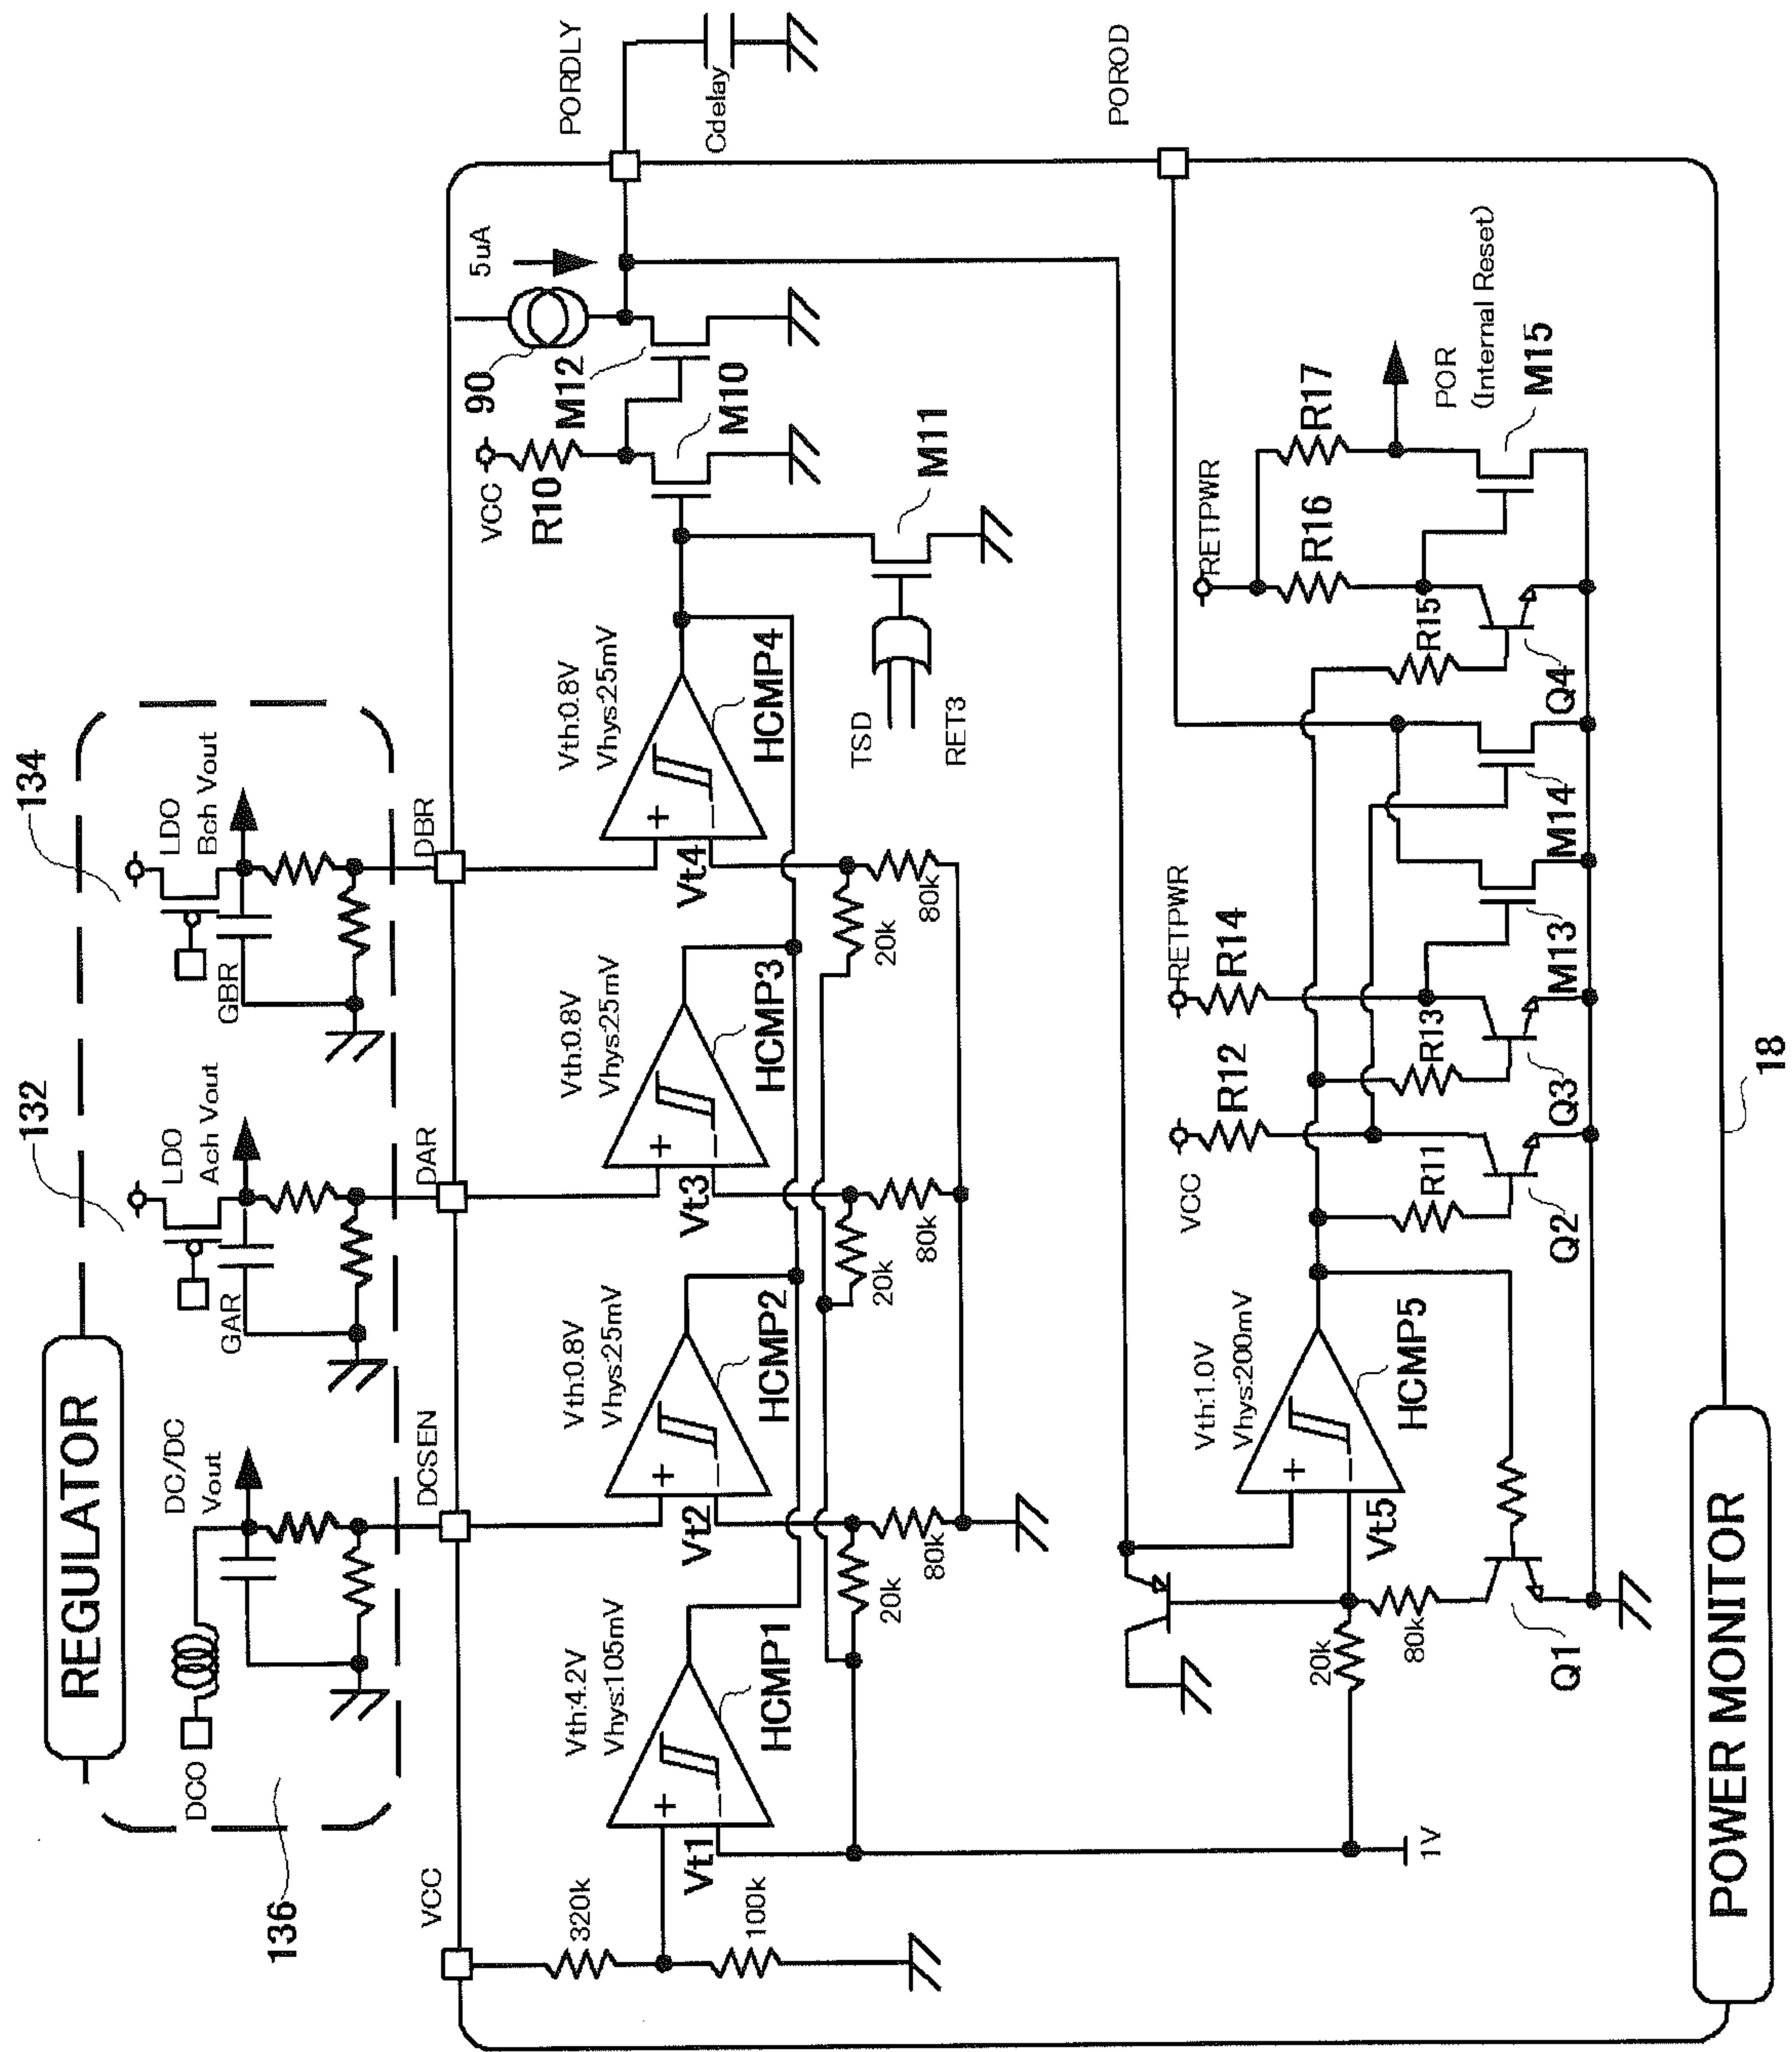 REGULATOR
136
132
134
DCO
DC/DC
Vout
GAR
LDO
Ach Vout
GBR
LDO
Bch Vout
VCC
DCSEN
DAR
DBR
PORDLY
Cdelay
POROD
320k
100k
Vth:4.2V
Vhys:105mV
Vt1
HCMP1
Vth:0.8V
Vhys:25mV
Vt2
HCMP2
20k
80k
Vth:0.8V
Vhys:25mV
Vt3
HCMP3
20k
80k
Vth:0.8V
Vhys:25mV
Vt4
HCMP4
20k
80k
TSD
RET3
M11
VCC
R10
M10
90
M12
5uA
1V
20k
80k
Q1
Vth:1.0V
Vhys:200mV
Vt5
HCMP5
VCC
R12
R11
Q2
RETPWR
R14
R13
Q3
M13
M14
RETPWR
R16
R15
Q4
R17
POR
(Internal Reset)
M15
18
POWER MONITOR